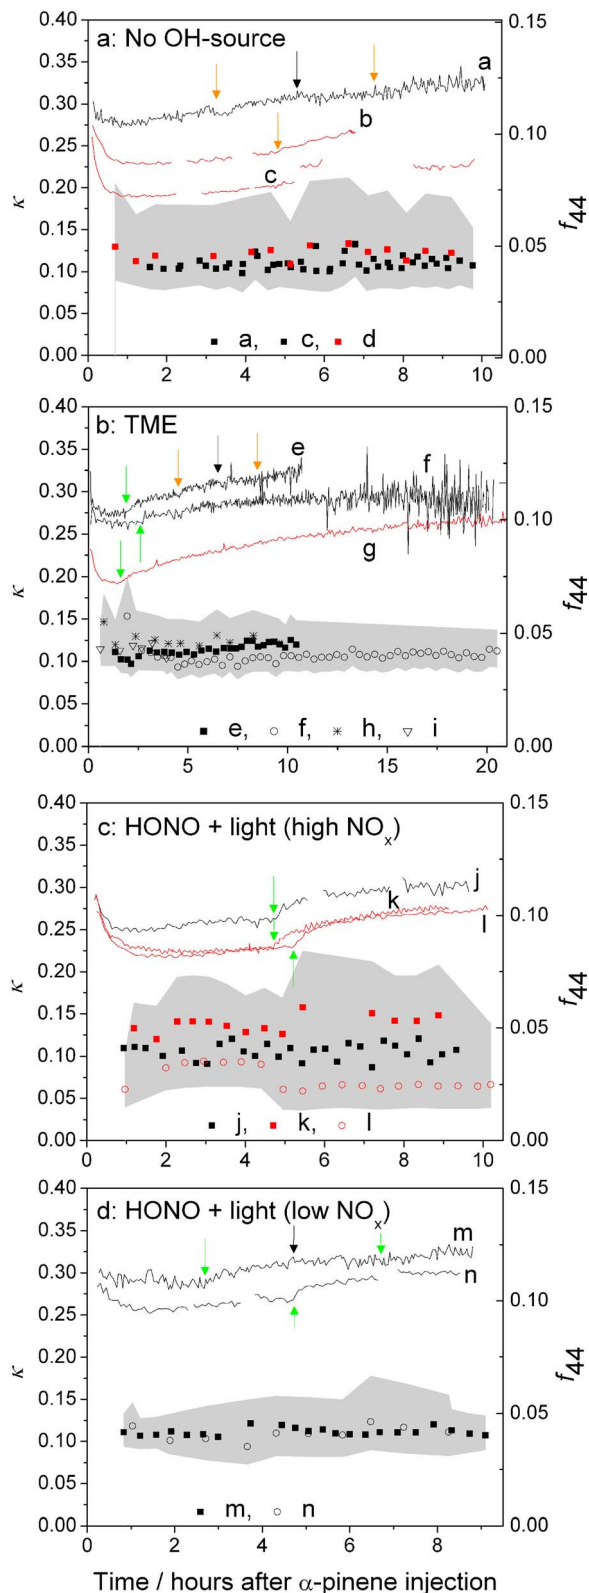 a: No OH-source
0.40
0.35
0.30
0.25
0.20
0.15
0.10
0.05
0.00
κ
a
b
c
0.15
0.10
0.05
0.00
f44
a, c, d
0 2 4 6 8 10
b: TME
0.40
0.35
0.30
0.25
0.20
0.15
0.10
0.05
0.00
κ
e
f
g
0.15
0.10
0.05
0.00
f44
e, f, h, i
0 5 10 15 20
c: HONO + light (high NOx)
0.40
0.35
0.30
0.25
0.20
0.15
0.10
0.05
0.00
κ
j
k
l
0.15
0.10
0.05
0.00
f44
j, k, l
0 2 4 6 8 10
d: HONO + light (low NOx)
0.40
0.35
0.30
0.25
0.20
0.15
0.10
0.05
0.00
κ
m
n
0.15
0.10
0.05
0.00
f44
m, n
0 2 4 6 8
Time / hours after α-pinene injection